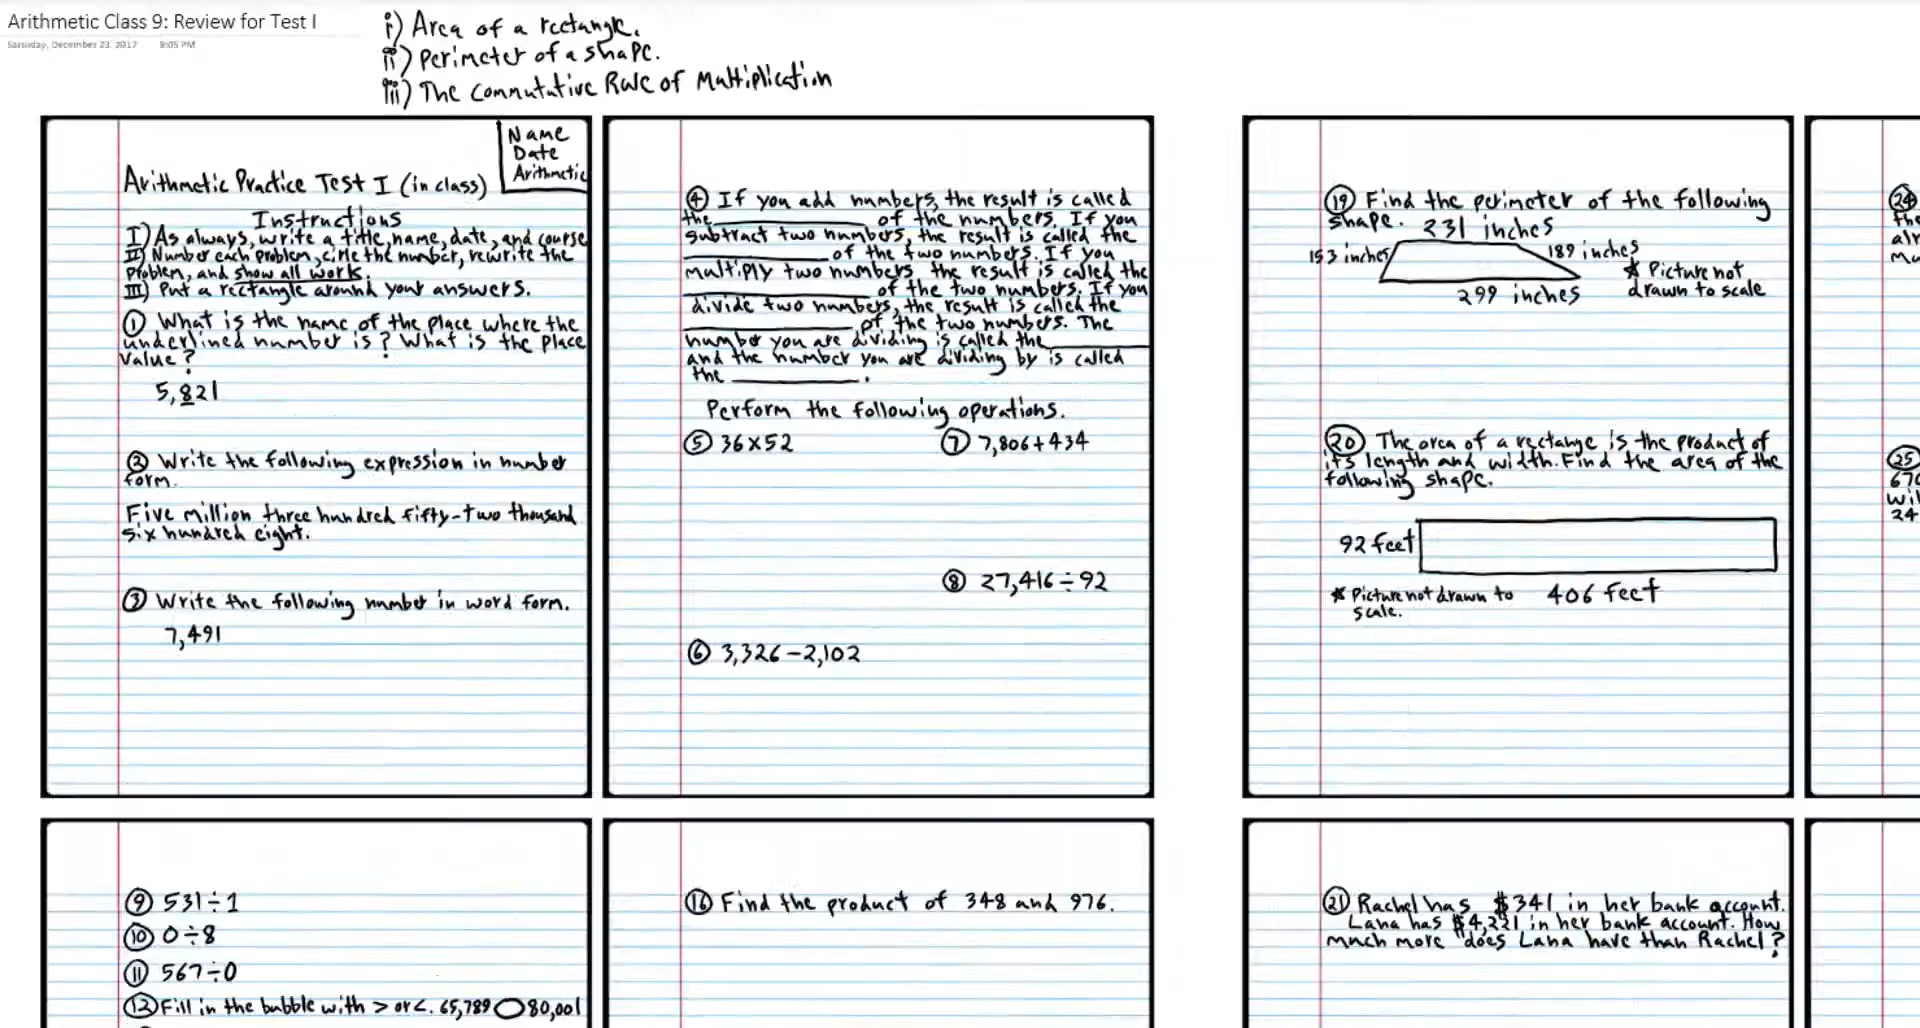 Arithmetic Class 9: Review for Test I
Saturday, December 23, 2017 9:05 PM
i) Area of a rectangle.
ii) Perimeter of a shape.
iii) The Commutative Rule of Multiplication
Name
Date
Arithmetic
Arithmetic Practice Test I (in class)
Instructions
I) As always, write a title, name, date, and course
II) Number each problem, circle the number, rewrite the
problem, and show all work.
III) Put a rectangle around your answers.
① What is the name of the place where the
underlined number is? What is the place
value?
5,821
② Write the following expression in number
form.
Five million three hundred fifty-two thousand
six hundred eight.
③ Write the following number in word form.
7,491
④ If you add numbers, the result is called
the ____________ of the numbers. If you
subtract two numbers, the result is called the
____________ of the two numbers. If you
multiply two numbers the result is called the
____________ of the two numbers. If you
divide two numbers, the result is called the
____________ of the two numbers. The
number you are dividing is called the ________
and the number you are dividing by is called
the __________.
Perform the following operations.
⑤ 36×52
⑦ 7,806+434
⑧ 27,416÷92
⑥ 3,326-2,102
⑲ Find the perimeter of the following
shape.
231 inches
153 inches
189 inches
* Picture not
drawn to scale
299 inches
⑳ The area of a rectange is the product of
its length and width. Find the area of the
following shape.
92 feet
* Picture not drawn to
scale.
406 feet
24
25
24
⑨ 531÷1
⑩ 0÷8
⑪ 567÷0
⑫ Fill in the bubble with > or <. 65,789 ◯ 80,001
⑯ Find the product of 348 and 976.
㉑ Rachel has $341 in her bank account.
Lana has $4,221 in her bank account. How
much more does Lana have than Rachel?